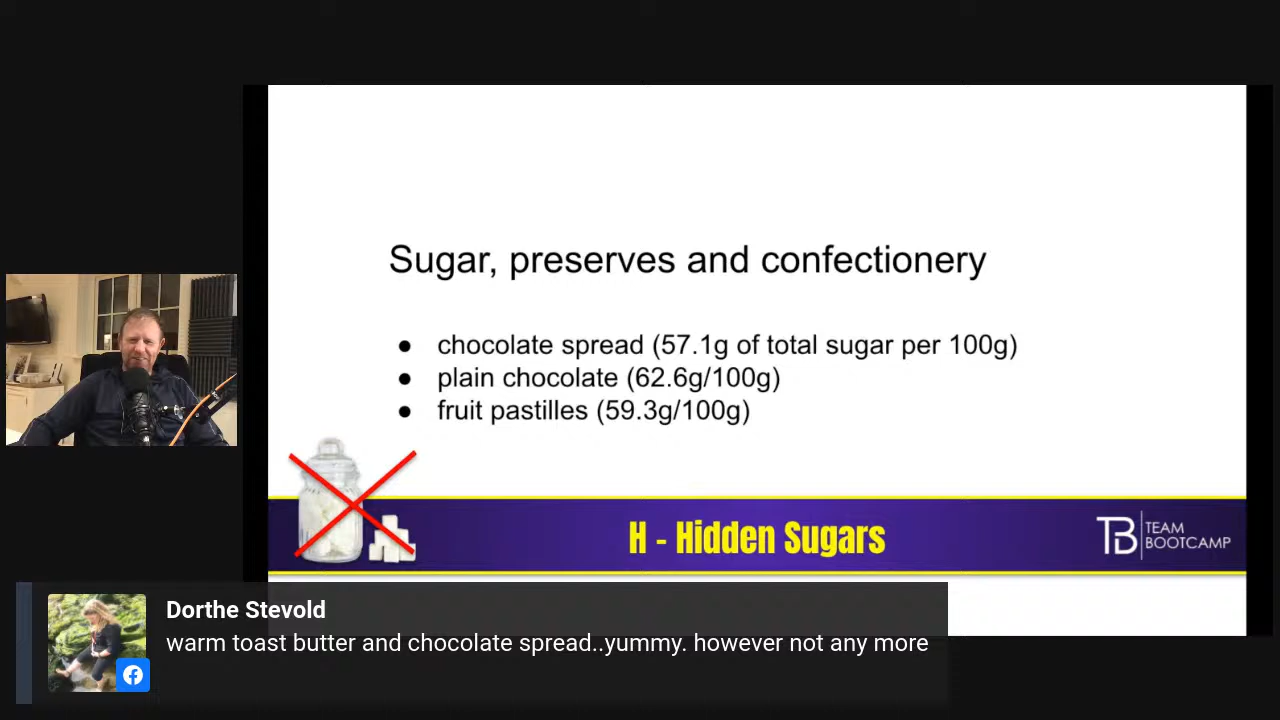 Sugar, preserves and confectionery
● chocolate spread (57.1g of total sugar per 100g)
● plain chocolate (62.6g/100g)
● fruit pastilles (59.3g/100g)
H - Hidden Sugars
TB TEAM
BOOTCAMP
Dorthe Stevold
warm toast butter and chocolate spread..yummy. however not any more